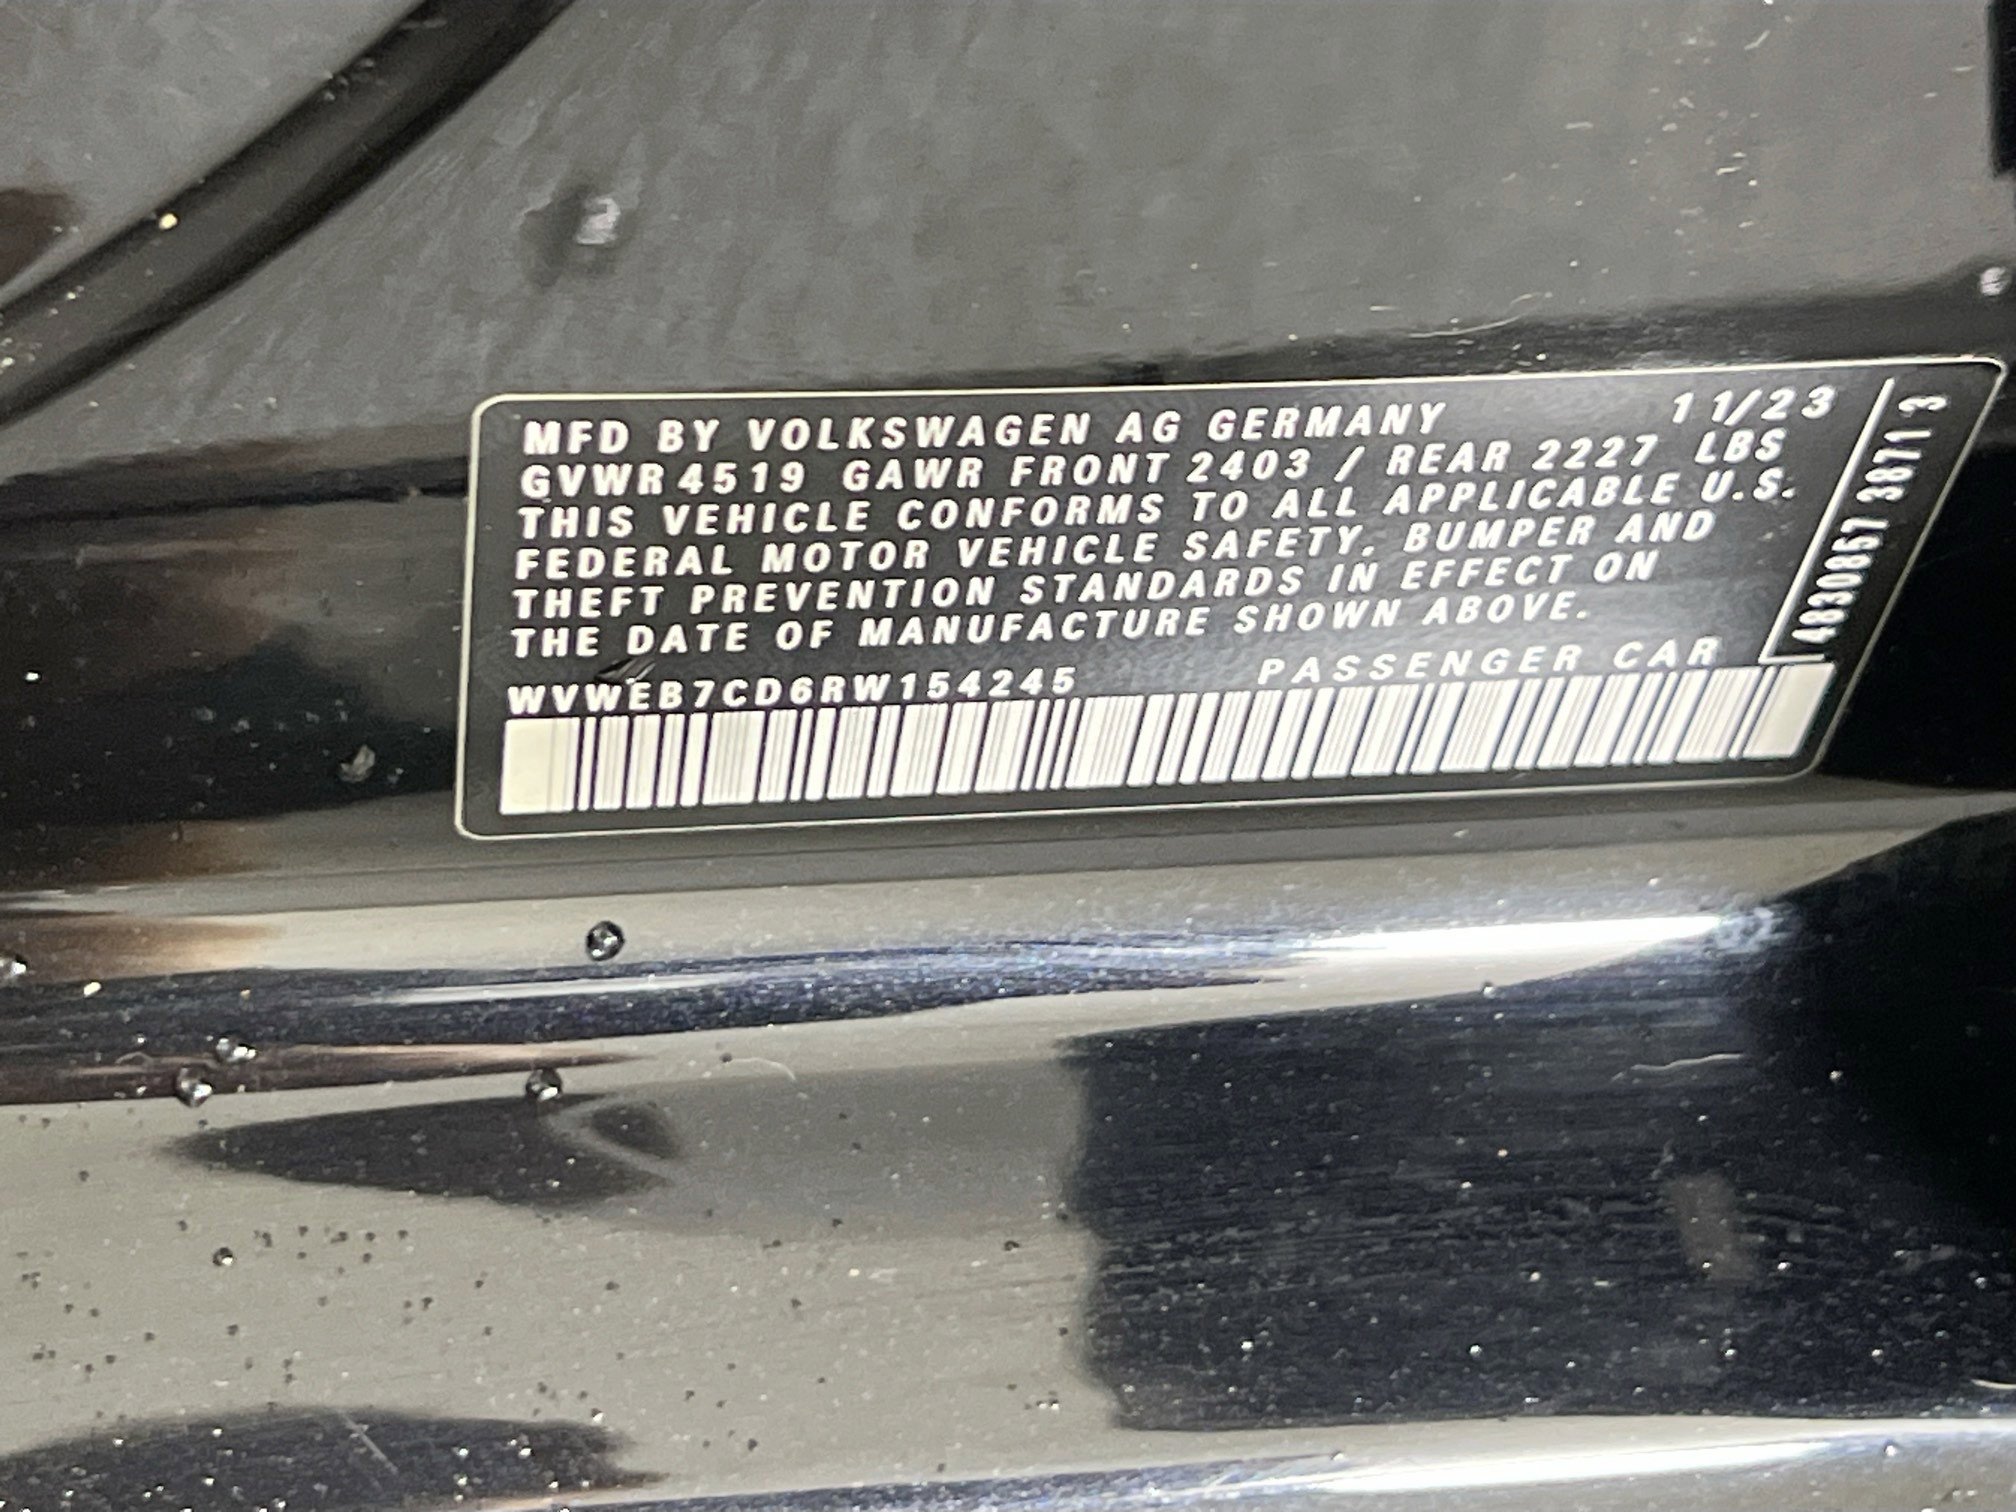 MFD BY VOLKSWAGEN AG GERMANY 11/23
GVWR 4519 GAWR FRONT 2403 / REAR 2227 LBS
THIS VEHICLE CONFORMS TO ALL APPLICABLE U.S.
FEDERAL MOTOR VEHICLE SAFETY, BUMPER AND
THEFT PREVENTION STANDARDS IN EFFECT ON
THE DATE OF MANUFACTURE SHOWN ABOVE.
WVWEB7CD6RW154245 PASSENGER CAR
4830857 38713